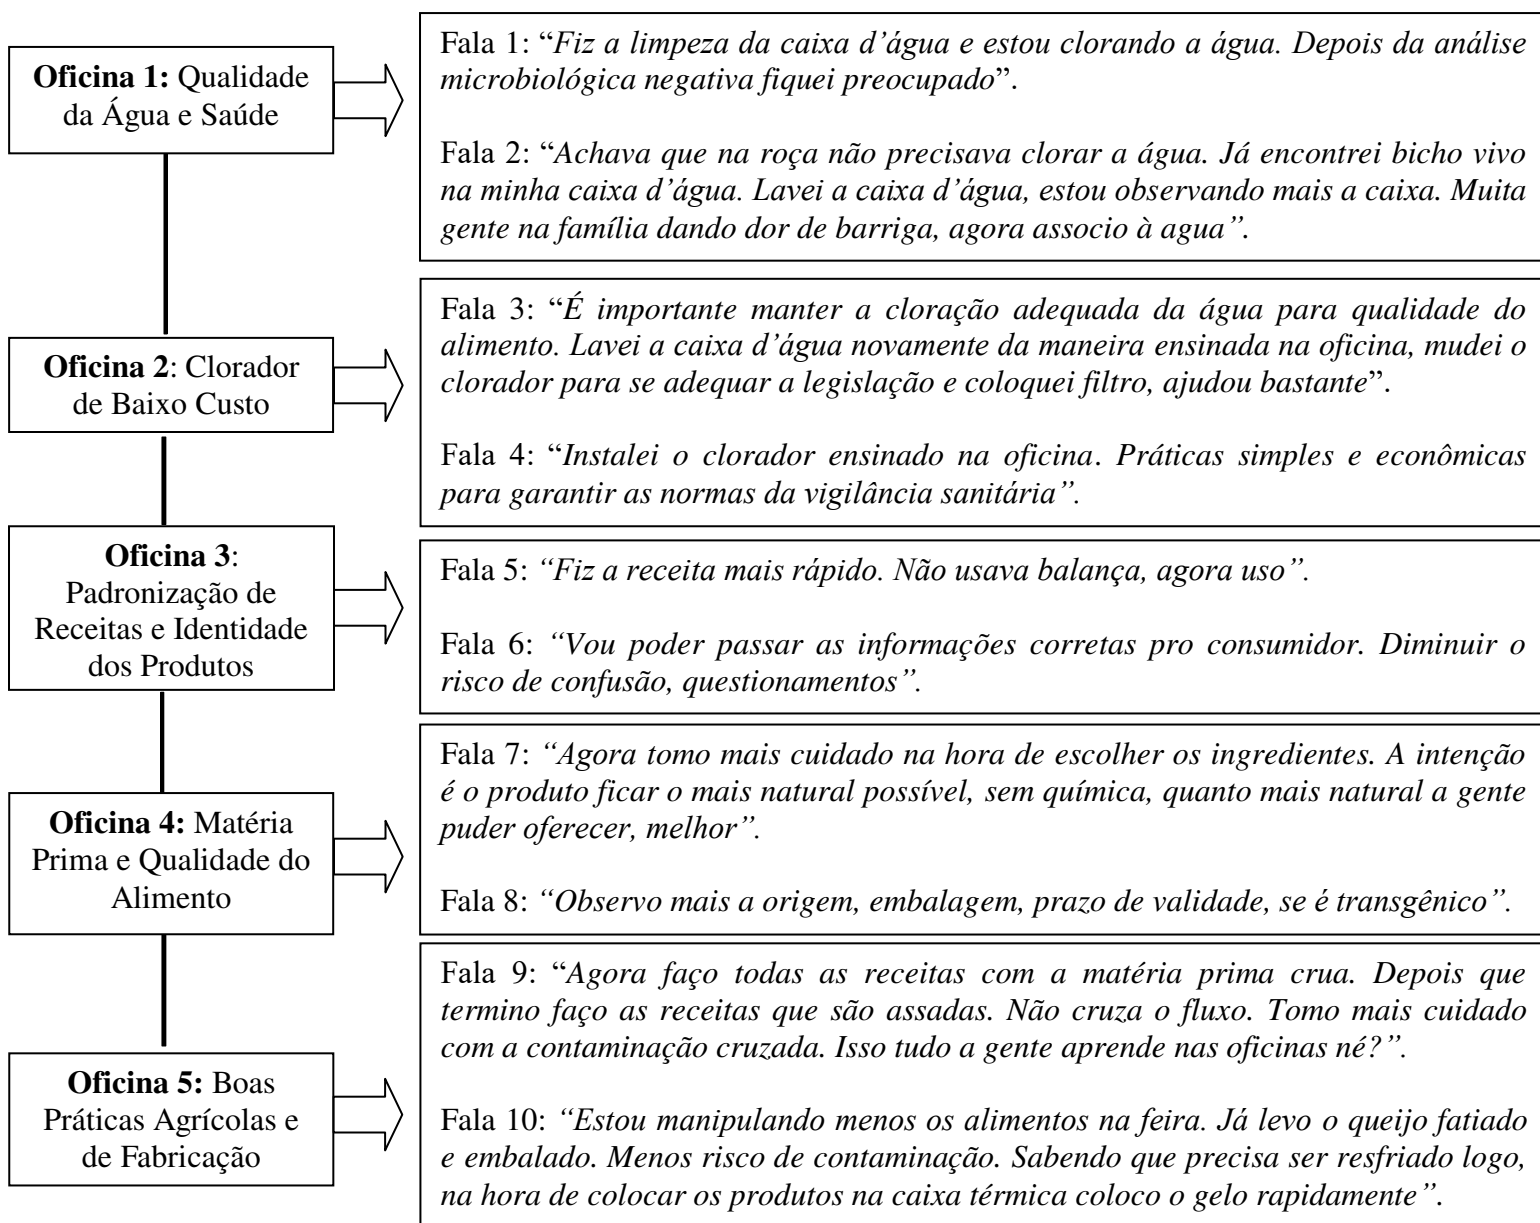 Oficina 1: Qualidade
da Água e Saúde
Fala 1: “Fiz a limpeza da caixa d’água e estou clorando a água. Depois da análise
microbiológica negativa fiquei preocupado”.
Fala 2: “Achava que na roça não precisava clorar a água. Já encontrei bicho vivo
na minha caixa d’água. Lavei a caixa d’água, estou observando mais a caixa. Muita
gente na família dando dor de barriga, agora associo à agua”.
Oficina 2: Clorador
de Baixo Custo
Fala 3: “É importante manter a cloração adequada da água para qualidade do
alimento. Lavei a caixa d’água novamente da maneira ensinada na oficina, mudei o
clorador para se adequar a legislação e coloquei filtro, ajudou bastante”.
Fala 4: “Instalei o clorador ensinado na oficina. Práticas simples e econômicas
para garantir as normas da vigilância sanitária”.
Oficina 3:
Padronização de
Receitas e Identidade
dos Produtos
Fala 5: “Fiz a receita mais rápido. Não usava balança, agora uso”.
Fala 6: “Vou poder passar as informações corretas pro consumidor. Diminuir o
risco de confusão, questionamentos”.
Oficina 4: Matéria
Prima e Qualidade do
Alimento
Fala 7: “Agora tomo mais cuidado na hora de escolher os ingredientes. A intenção
é o produto ficar o mais natural possível, sem química, quanto mais natural a gente
puder oferecer, melhor”.
Fala 8: “Observo mais a origem, embalagem, prazo de validade, se é transgênico”.
Oficina 5: Boas
Práticas Agrícolas e
de Fabricação
Fala 9: “Agora faço todas as receitas com a matéria prima crua. Depois que
termino faço as receitas que são assadas. Não cruza o fluxo. Tomo mais cuidado
com a contaminação cruzada. Isso tudo a gente aprende nas oficinas né?”.
Fala 10: “Estou manipulando menos os alimentos na feira. Já levo o queijo fatiado
e embalado. Menos risco de contaminação. Sabendo que precisa ser resfriado logo,
na hora de colocar os produtos na caixa térmica coloco o gelo rapidamente”.